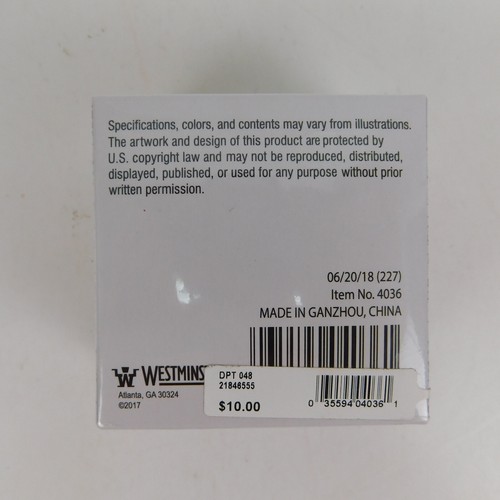 Specifications, colors, and contents may vary from illustrations.
The artwork and design of this product are protected by
U.S. copyright law and may not be reproduced, distributed,
displayed, published, or used for any purpose without prior
written permission.
06/20/18 (227)
Item No. 4036
MADE IN GANZHOU, CHINA
WESTMINS
Atlanta, GA 30324
©2017
DPT 048
21846555
$10.00
0 35594 04036 1